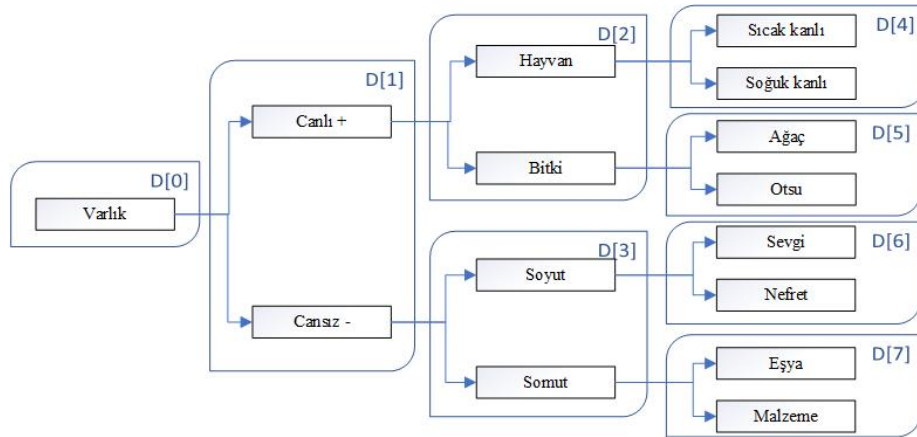 D[0]
Varlık
D[1]
Canlı +
Cansız -
D[2]
Hayvan
Bitki
D[3]
Soyut
Somut
D[4]
Sıcak kanlı
Soğuk kanlı
D[5]
Ağaç
Otsu
D[6]
Sevgi
Nefret
D[7]
Eşya
Malzeme